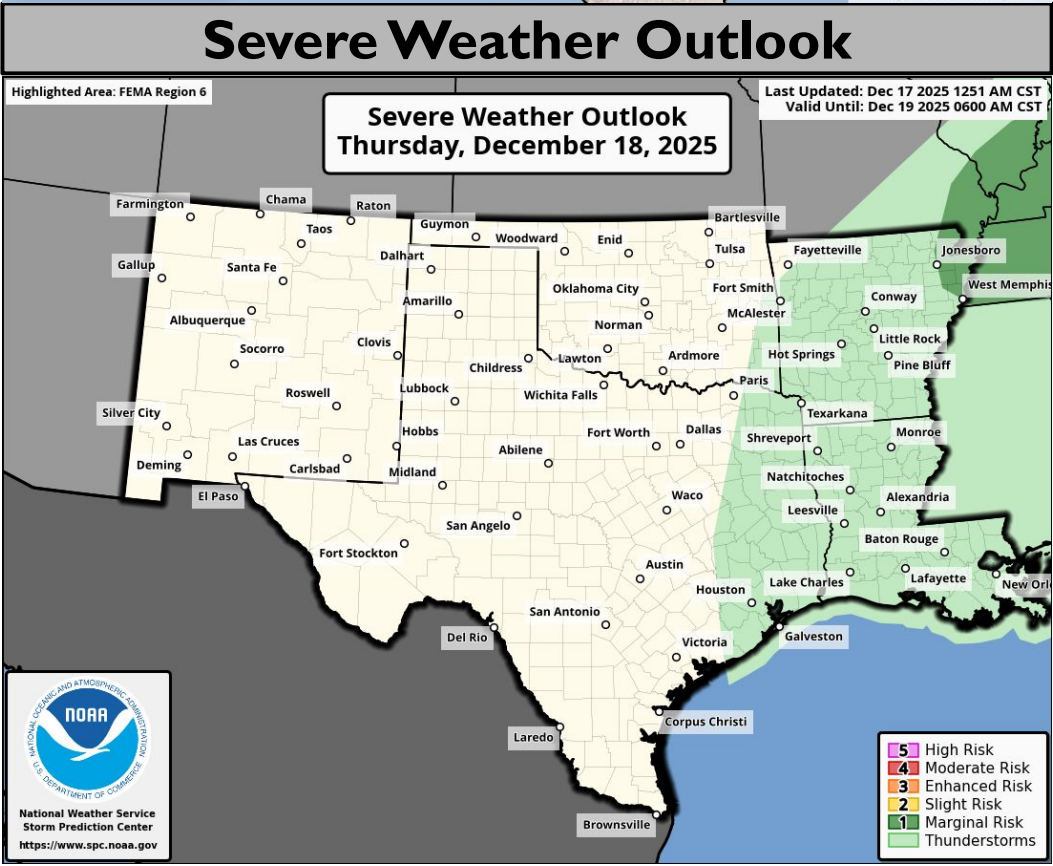 Severe Weather Outlook
Highlighted Area: FEMA Region 6
Severe Weather Outlook
Thursday, December 18, 2025
Last Updated: Dec 17 2025 1251 AM CST
Valid Until: Dec 19 2025 0600 AM CST
Farmington
Chama
Raton
Taos
Guymon
Bartlesville
Woodward
Enid
Tulsa
Fayetteville
Jonesboro
Gallup
Santa Fe
Dalhart
Oklahoma City
Fort Smith
West Memphis
Amarillo
Conway
Albuquerque
Norman
McAlester
Socorro
Clovis
Little Rock
Childress
Lawton
Ardmore
Hot Springs
Pine Bluff
Roswell
Lubbock
Wichita Falls
Paris
Silver City
Texarkana
Las Cruces
Hobbs
Fort Worth
Dallas
Shreveport
Monroe
Deming
Carlsbad
Midland
Abilene
Natchitoches
El Paso
Waco
Alexandria
San Angelo
Leesville
Fort Stockton
Baton Rouge
Austin
Houston
Lake Charles
Lafayette
New Orl
San Antonio
Del Rio
Victoria
Galveston
Corpus Christi
Laredo
Brownsville
NATIONAL OCEANIC AND ATMOSPHERIC ADMINISTRATION
NOAA
U.S. DEPARTMENT OF COMMERCE
National Weather Service
Storm Prediction Center
https://www.spc.noaa.gov
5 High Risk
4 Moderate Risk
3 Enhanced Risk
2 Slight Risk
1 Marginal Risk
Thunderstorms